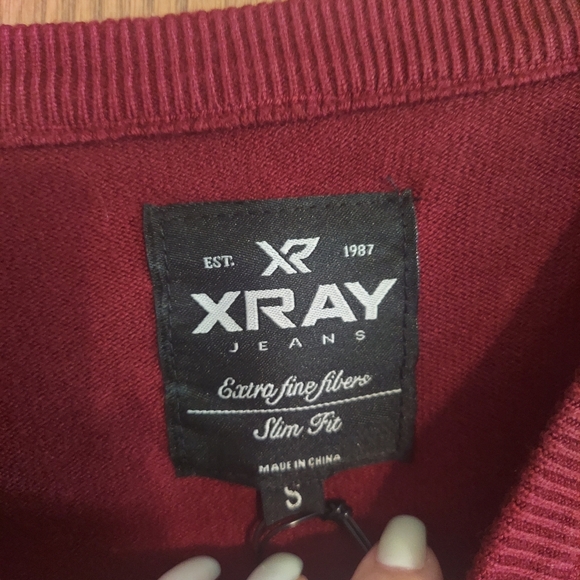 EST. XR 1987
XRAY
JEANS
Extra fine fibers
Slim Fit
MADE IN CHINA
S